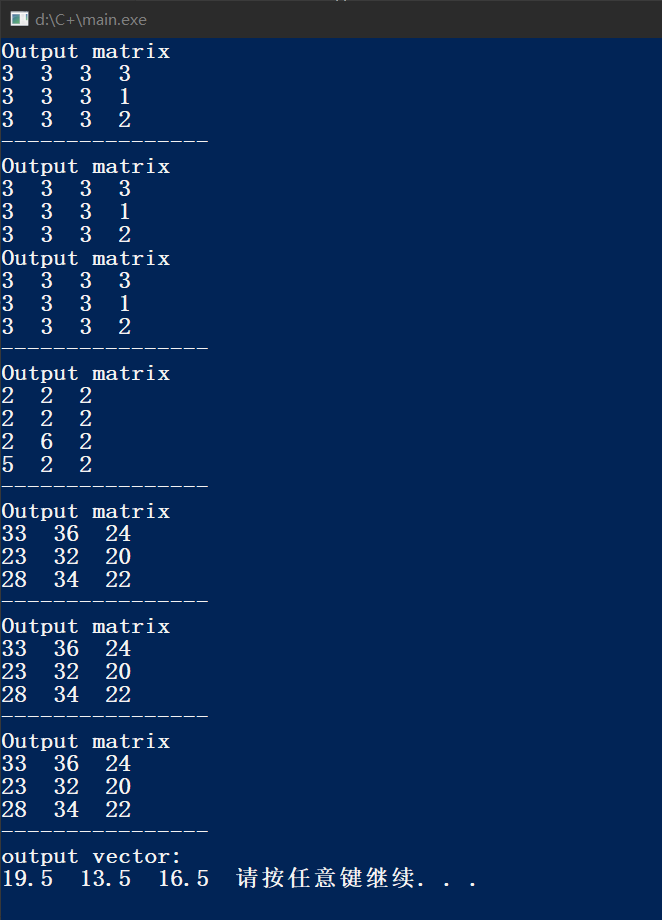 d:\C+\main.exe
Output matrix
3  3  3  3
3  3  3  1
3  3  3  2
----------------
Output matrix
3  3  3  3
3  3  3  1
3  3  3  2
Output matrix
3  3  3  3
3  3  3  1
3  3  3  2
----------------
Output matrix
2  2  2
2  2  2
2  6  2
5  2  2
----------------
Output matrix
33  36  24
23  32  20
28  34  22
----------------
Output matrix
33  36  24
23  32  20
28  34  22
----------------
Output matrix
33  36  24
23  32  20
28  34  22
----------------
output vector:
19.5  13.5  16.5  请按任意键继续. . .